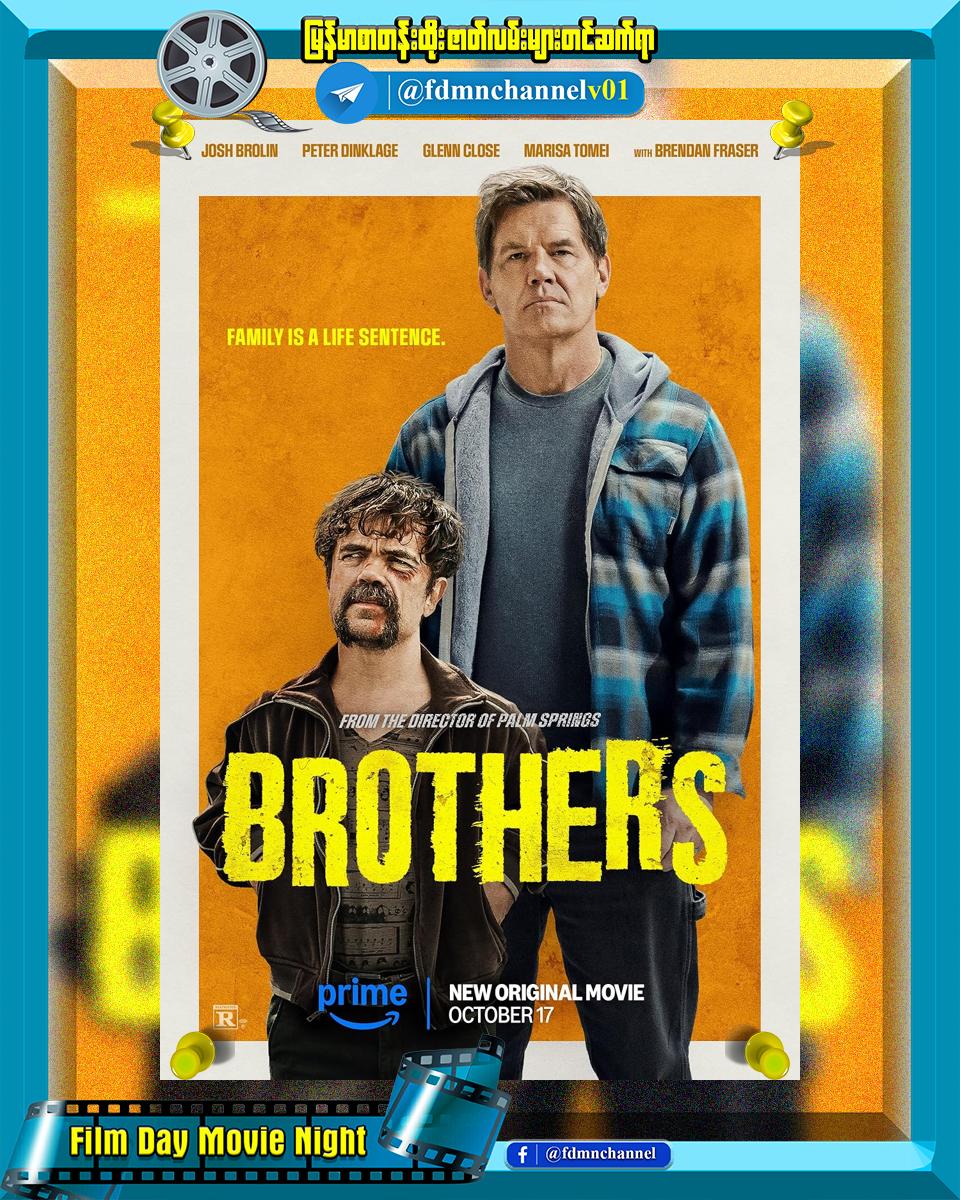 မြန်မာစာတန်းထိုးဇာတ်လမ်းများတင်ဆက်ရာ
@fdmnchannelv01
JOSH BROLIN PETER DINKLAGE GLENN CLOSE MARISA TOMEI WITH BRENDAN FRASER
FAMILY IS A LIFE SENTENCE.
FROM THE DIRECTOR OF PALM SPRINGS
BROTHERS
prime
NEW ORIGINAL MOVIE
OCTOBER 17
R
Film Day Movie Night
@fdmnchannel